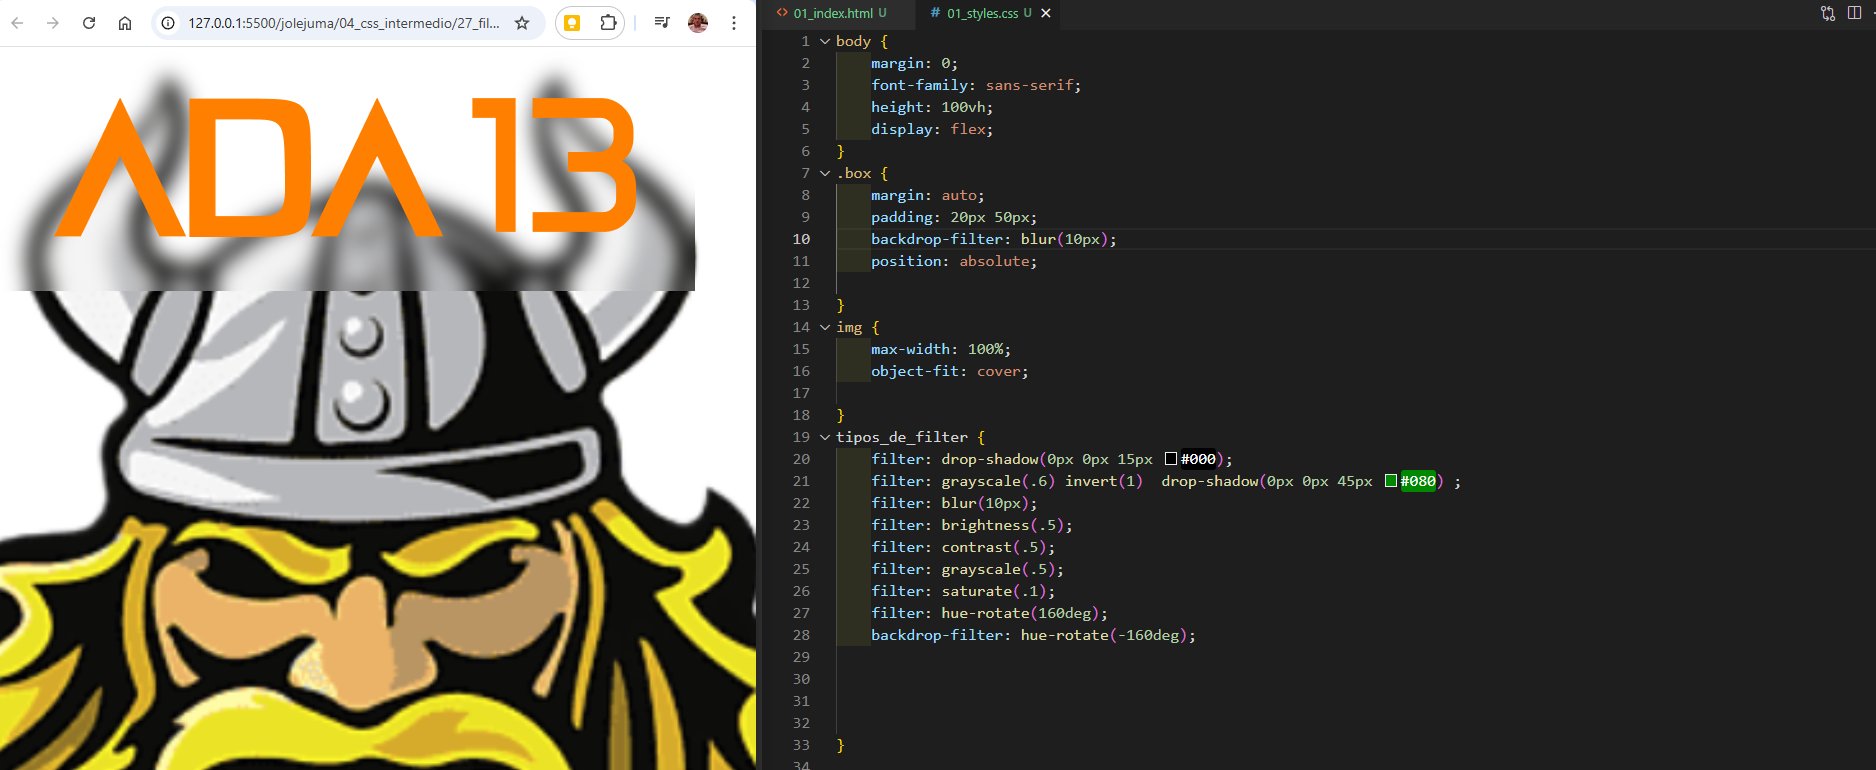 127.0.0.1:5500/jolejuma/04_css_intermedio/27_fil...
ADA 13
01_index.html U
# 01_styles.css U
1 body {
2 margin: 0;
3 font-family: sans-serif;
4 height: 100vh;
5 display: flex;
6 }
7 .box {
8 margin: auto;
9 padding: 20px 50px;
10 backdrop-filter: blur(10px);
11 position: absolute;
12
13 }
14 img {
15 max-width: 100%;
16 object-fit: cover;
17
18 }
19 tipos_de_filter {
20 filter: drop-shadow(0px 0px 15px #000);
21 filter: grayscale(.6) invert(1)  drop-shadow(0px 0px 45px #080) ;
22 filter: blur(10px);
23 filter: brightness(.5);
24 filter: contrast(.5);
25 filter: grayscale(.5);
26 filter: saturate(.1);
27 filter: hue-rotate(160deg);
28 backdrop-filter: hue-rotate(-160deg);
29
30
31
32
33 }
34